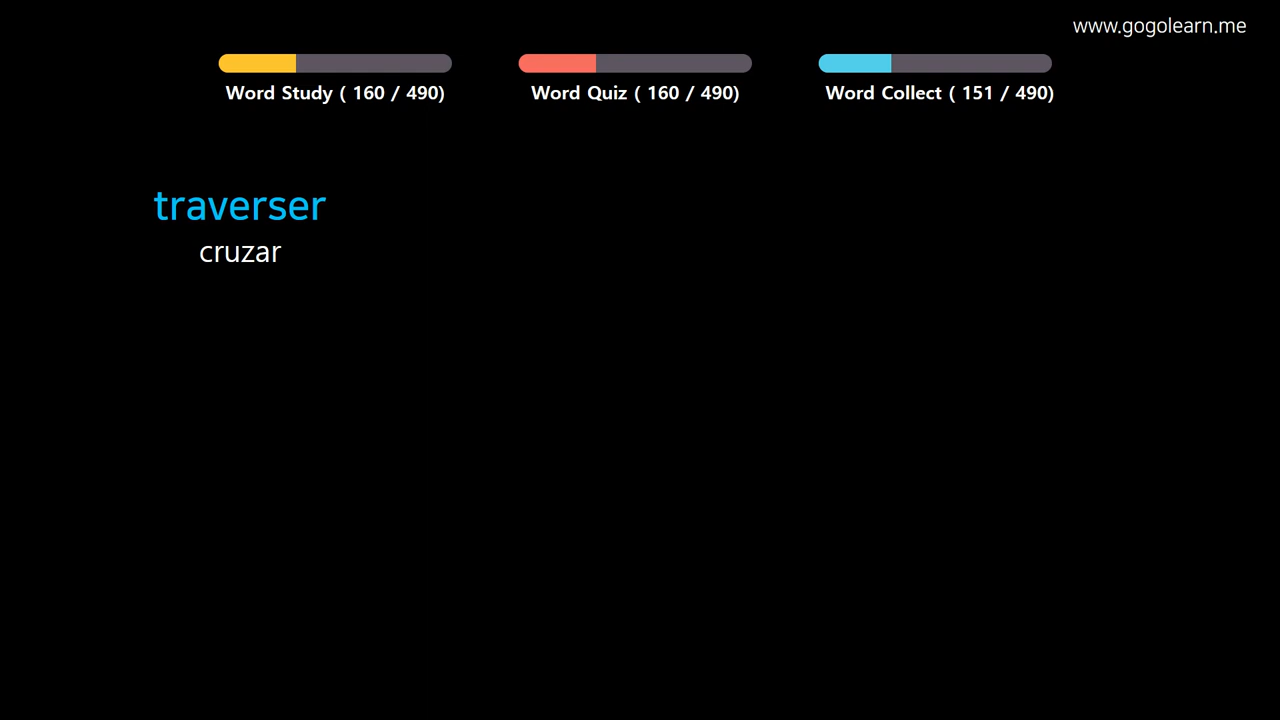 www.gogolearn.me
Word Study ( 160 / 490)
Word Quiz ( 160 / 490)
Word Collect ( 151 / 490)
traverser
cruzar